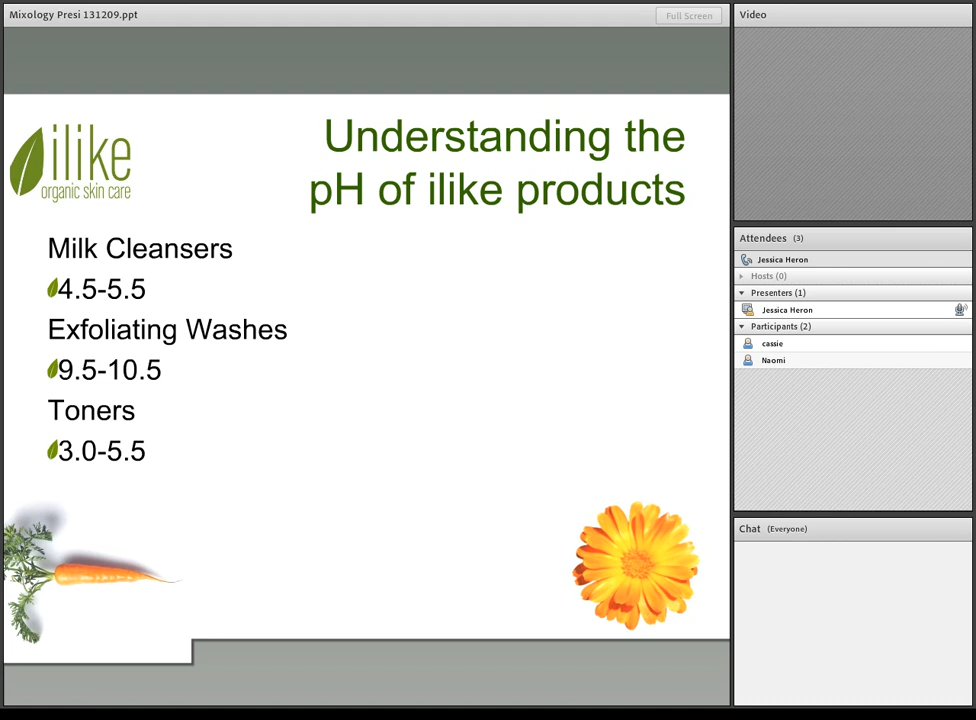 Mixology Presi 131209.ppt
Full Screen
ilike
organic skin care
Understanding the
pH of ilike products
Milk Cleansers
4.5-5.5
Exfoliating Washes
9.5-10.5
Toners
3.0-5.5
Video
Attendees (3)
Jessica Heron
Hosts (0)
Presenters (1)
Jessica Heron
Participants (2)
cassie
Naomi
Chat (Everyone)